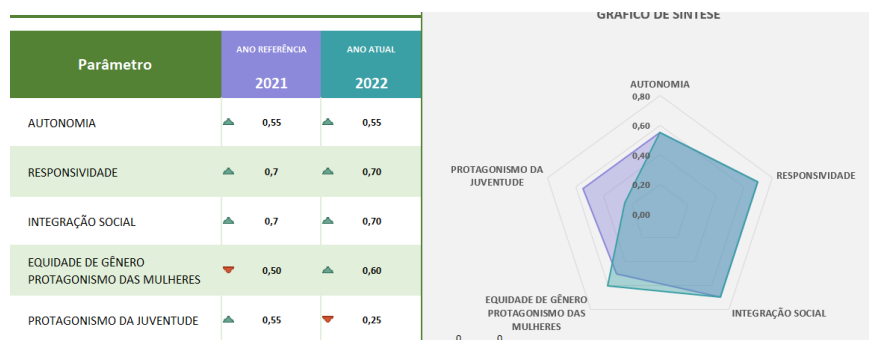 Parâmetro
ANO REFERÊNCIA
2021
ANO ATUAL
2022
AUTONOMIA 0,55 0,55
RESPONSIVIDADE 0,7 0,70
INTEGRAÇÃO SOCIAL 0,7 0,70
EQUIDADE DE GÊNERO
PROTAGONISMO DAS MULHERES 0,50 0,60
PROTAGONISMO DA JUVENTUDE 0,55 0,25
GRÁFICO DE SÍNTESE
AUTONOMIA
0,80
0,60
0,40
0,20
0,00
RESPONSIVIDADE
INTEGRAÇÃO SOCIAL
EQUIDADE DE GÊNERO
PROTAGONISMO DAS
MULHERES
PROTAGONISMO DA
JUVENTUDE
0 0